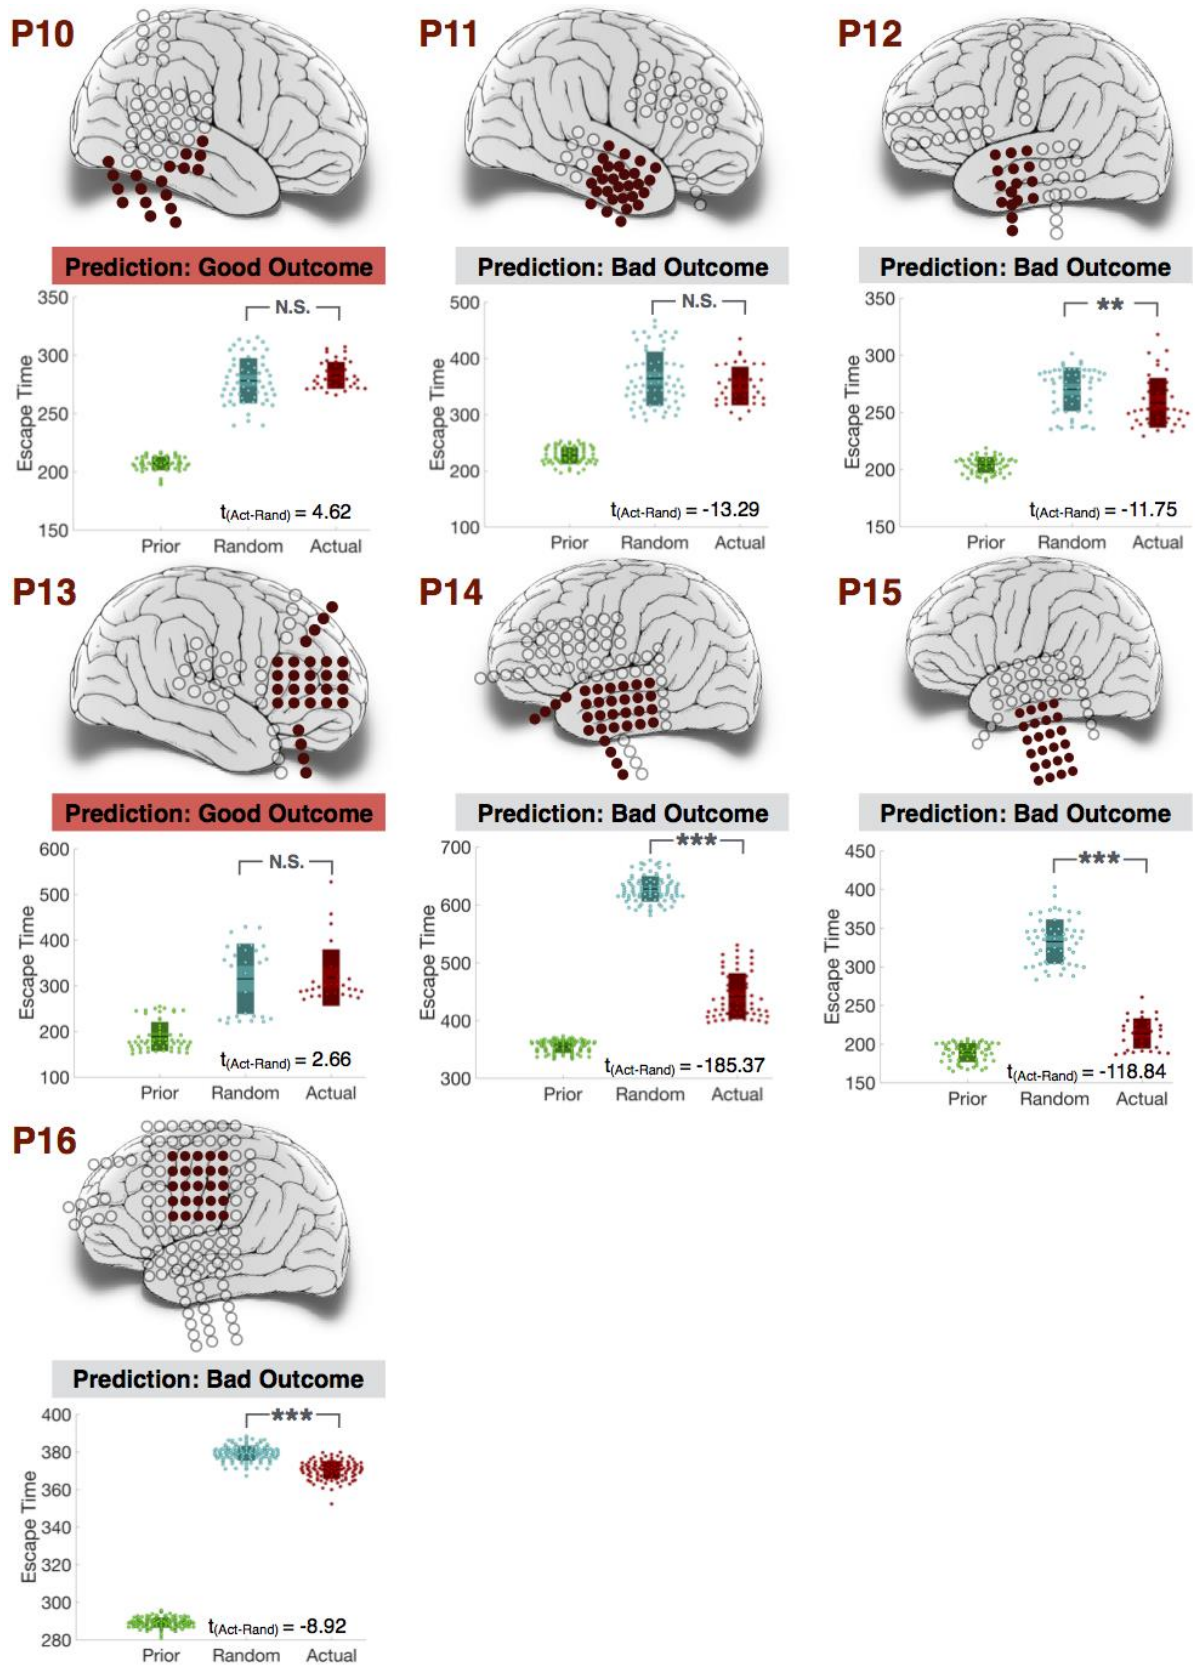 P10
P11
P12
Prediction: Good Outcome
Prediction: Bad Outcome
Prediction: Bad Outcome
350
300
250
200
150
Escape Time
N.S.
t(Act-Rand) = 4.62
Prior Random Actual
500
400
300
200
100
Escape Time
N.S.
t(Act-Rand) = -13.29
Prior Random Actual
350
300
250
200
150
Escape Time
**
t(Act-Rand) = -11.75
Prior Random Actual
P13
P14
P15
Prediction: Good Outcome
Prediction: Bad Outcome
Prediction: Bad Outcome
600
500
400
300
200
100
Escape Time
N.S.
t(Act-Rand) = 2.66
Prior Random Actual
700
600
500
400
300
Escape Time
***
t(Act-Rand) = -185.37
Prior Random Actual
450
400
350
300
250
200
150
Escape Time
***
t(Act-Rand) = -118.84
Prior Random Actual
P16
Prediction: Bad Outcome
400
380
360
340
320
300
280
Escape Time
***
t(Act-Rand) = -8.92
Prior Random Actual